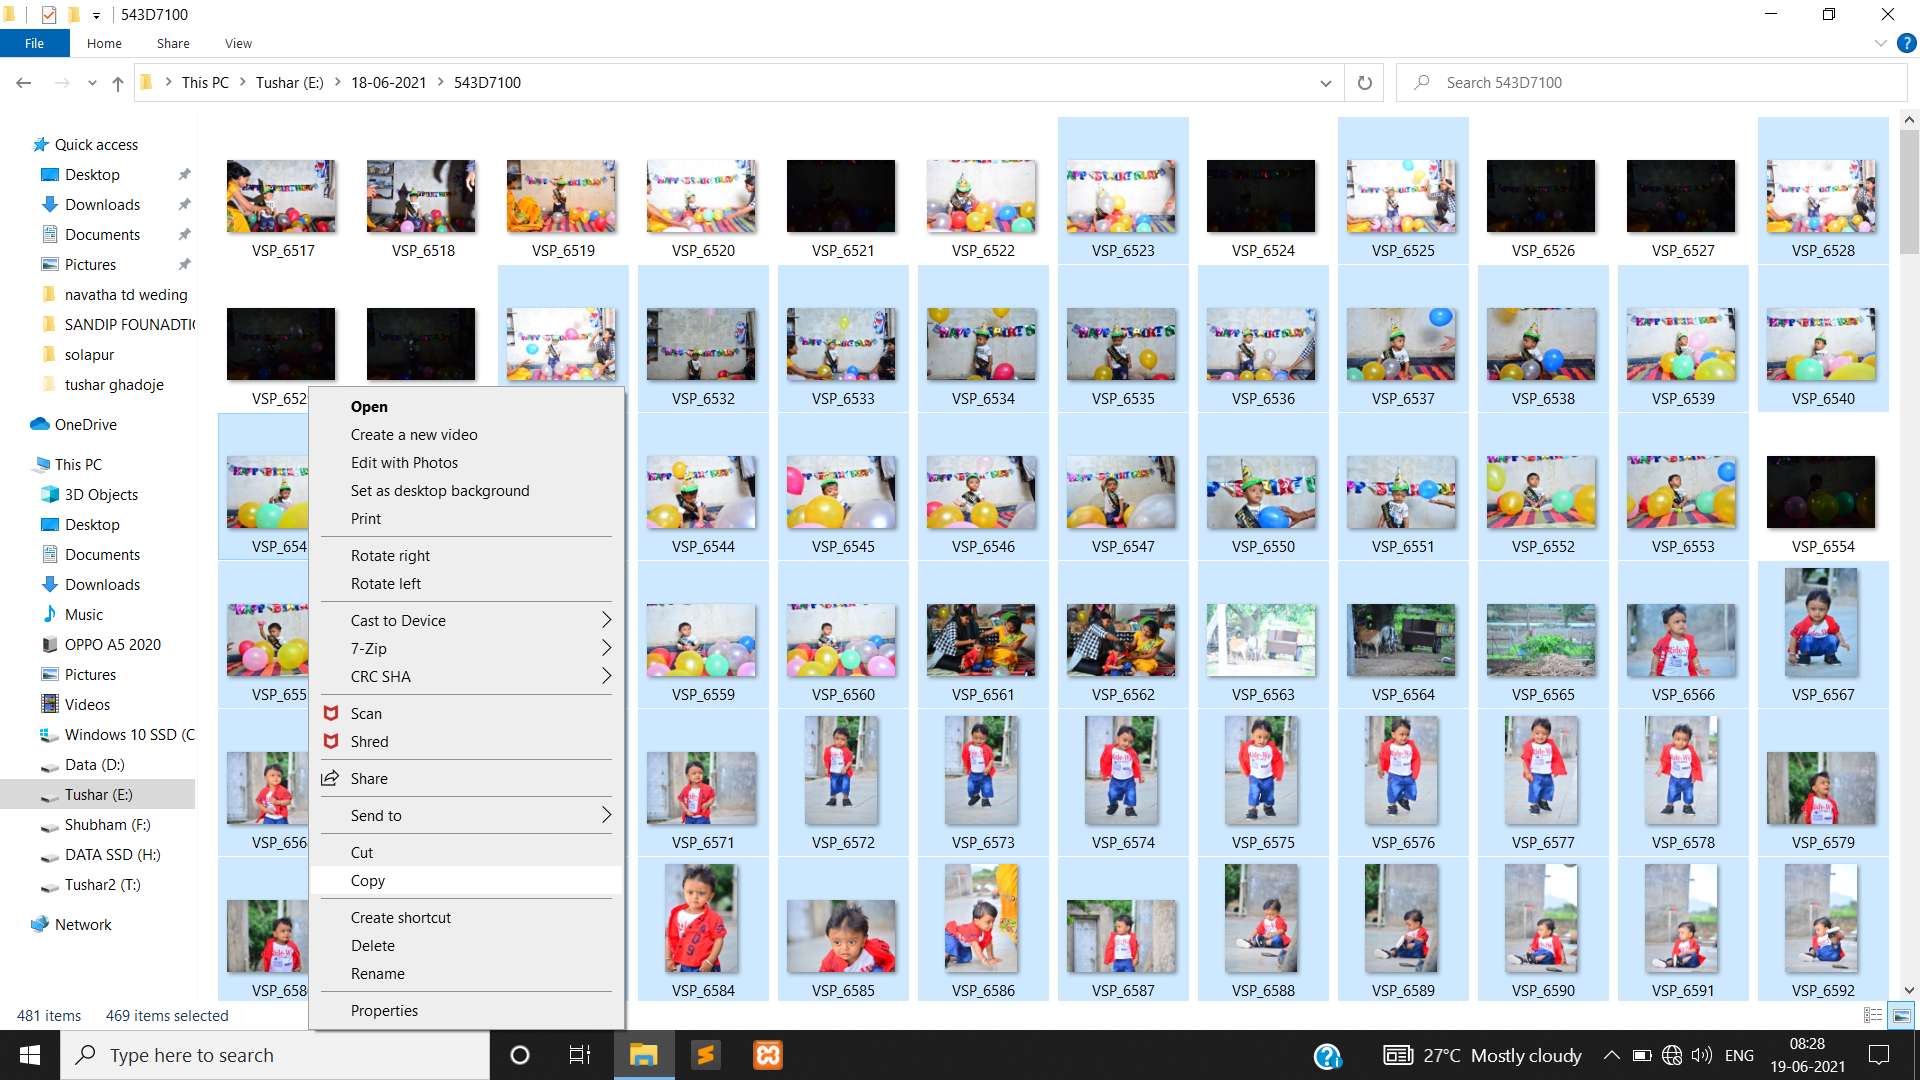 543D7100
File Home Share View
This PC Tushar (E:) 18-06-2021 543D7100
Search 543D7100
Quick access
Desktop
Downloads
Documents
Pictures
navatha td weding
SANDIP FOUNADTI
solapur
tushar ghadoje
OneDrive
This PC
3D Objects
Desktop
Documents
Downloads
Music
OPPO A5 2020
Pictures
Videos
Windows 10 SSD (C
Data (D:)
Tushar (E:)
Shubham (F:)
DATA SSD (H:)
Tushar2 (T:)
Network
VSP_6517 VSP_6518 VSP_6519 VSP_6520 VSP_6521 VSP_6522 VSP_6523 VSP_6524 VSP_6525 VSP_6526 VSP_6527 VSP_6528
VSP_652 VSP_6532 VSP_6533 VSP_6534 VSP_6535 VSP_6536 VSP_6537 VSP_6538 VSP_6539 VSP_6540
VSP_654 VSP_6544 VSP_6545 VSP_6546 VSP_6547 VSP_6550 VSP_6551 VSP_6552 VSP_6553 VSP_6554
VSP_655 VSP_6559 VSP_6560 VSP_6561 VSP_6562 VSP_6563 VSP_6564 VSP_6565 VSP_6566 VSP_6567
VSP_656 VSP_6571 VSP_6572 VSP_6573 VSP_6574 VSP_6575 VSP_6576 VSP_6577 VSP_6578 VSP_6579
VSP_658 VSP_6584 VSP_6585 VSP_6586 VSP_6587 VSP_6588 VSP_6589 VSP_6590 VSP_6591 VSP_6592
Open
Create a new video
Edit with Photos
Set as desktop background
Print
Rotate right
Rotate left
Cast to Device
7-Zip
CRC SHA
Scan
Shred
Share
Send to
Cut
Copy
Create shortcut
Delete
Rename
Properties
481 items 469 items selected
Type here to search
27°C Mostly cloudy
ENG
08:28
19-06-2021